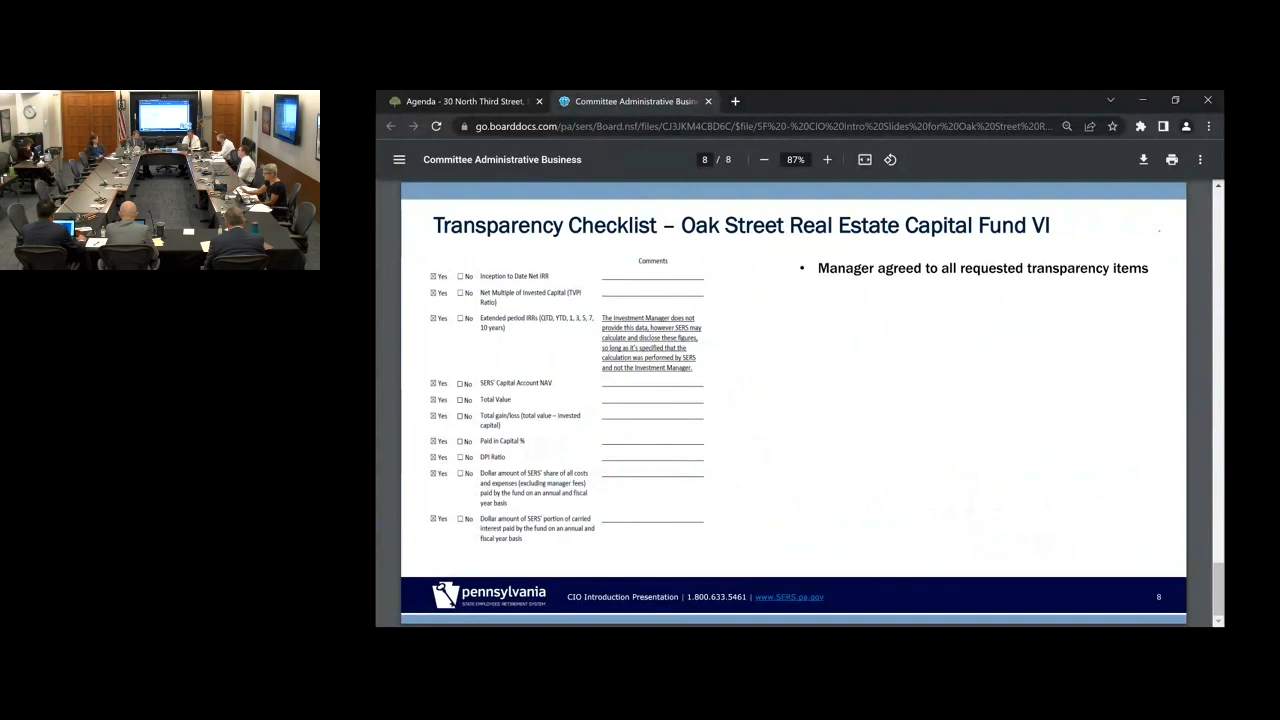 Agenda - 30 North Third Street,
Committee Administrative Busin
go.boarddocs.com/pa/sers/Board.nsf/files/CJ3JKM4CBD6C/$file/5F%20-%20CIO%20Intro%20Slides%20for%20Oak%20Street%20R...
Committee Administrative Business
8 / 8
87%
Transparency Checklist – Oak Street Real Estate Capital Fund VI
Comments
• Manager agreed to all requested transparency items
Yes No Inception to Date Net IRR
Yes No Net Multiple of Invested Capital (TVPI
Ratio)
Yes No Extended period IRRs (QTD, YTD, 1, 3, 5, 7,
10 years)
The Investment Manager does not
provide this data, however SERS may
calculate and disclose these figures,
so long as it's specified that the
calculation was performed by SERS
and not the Investment Manager.
Yes No SERS' Capital Account NAV
Yes No Total Value
Yes No Total gain/loss (total value – invested
capital)
Yes No Paid in Capital %
Yes No DPI Ratio
Yes No Dollar amount of SERS' share of all costs
and expenses (excluding manager fees)
paid by the fund on an annual and fiscal
year basis
Yes No Dollar amount of SERS' portion of carried
interest paid by the fund on an annual and
fiscal year basis
pennsylvania
STATE EMPLOYEES' RETIREMENT SYSTEM
CIO Introduction Presentation | 1.800.633.5461 | www.SERS.pa.gov
8